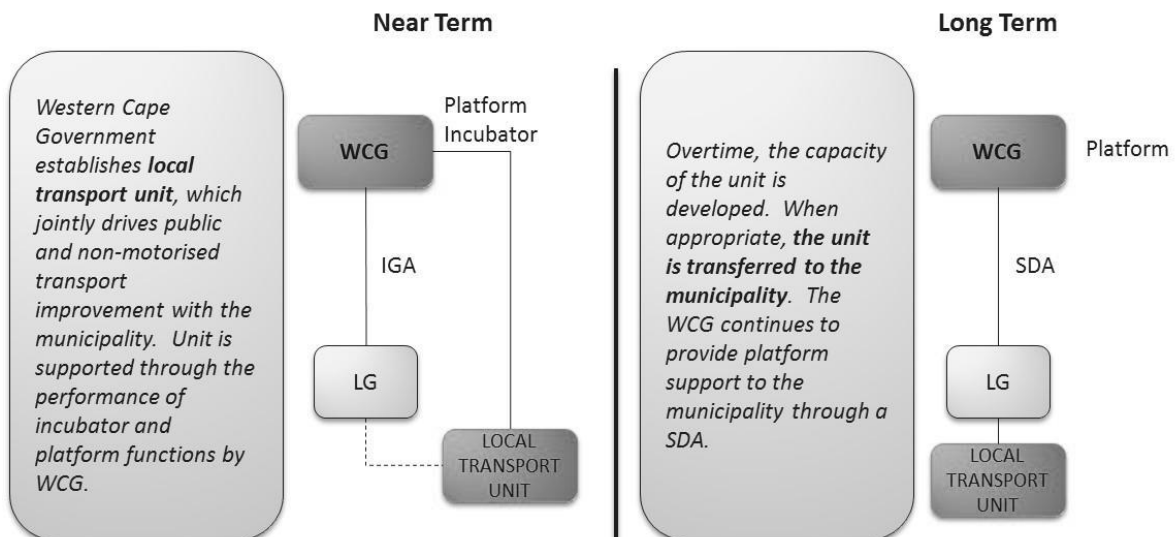 Near Term
Western Cape
Government
establishes local
transport unit, which
jointly drives public
and non-motorised
transport
improvement with the
municipality. Unit is
supported through the
performance of
incubator and
platform functions by
WCG.
Platform
Incubator
WCG
IGA
LG
LOCAL
TRANSPORT
UNIT
Long Term
Overtime, the capacity
of the unit is
developed. When
appropriate, the unit
is transferred to the
municipality. The
WCG continues to
provide platform
support to the
municipality through a
SDA.
WCG
Platform
SDA
LG
LOCAL
TRANSPORT
UNIT